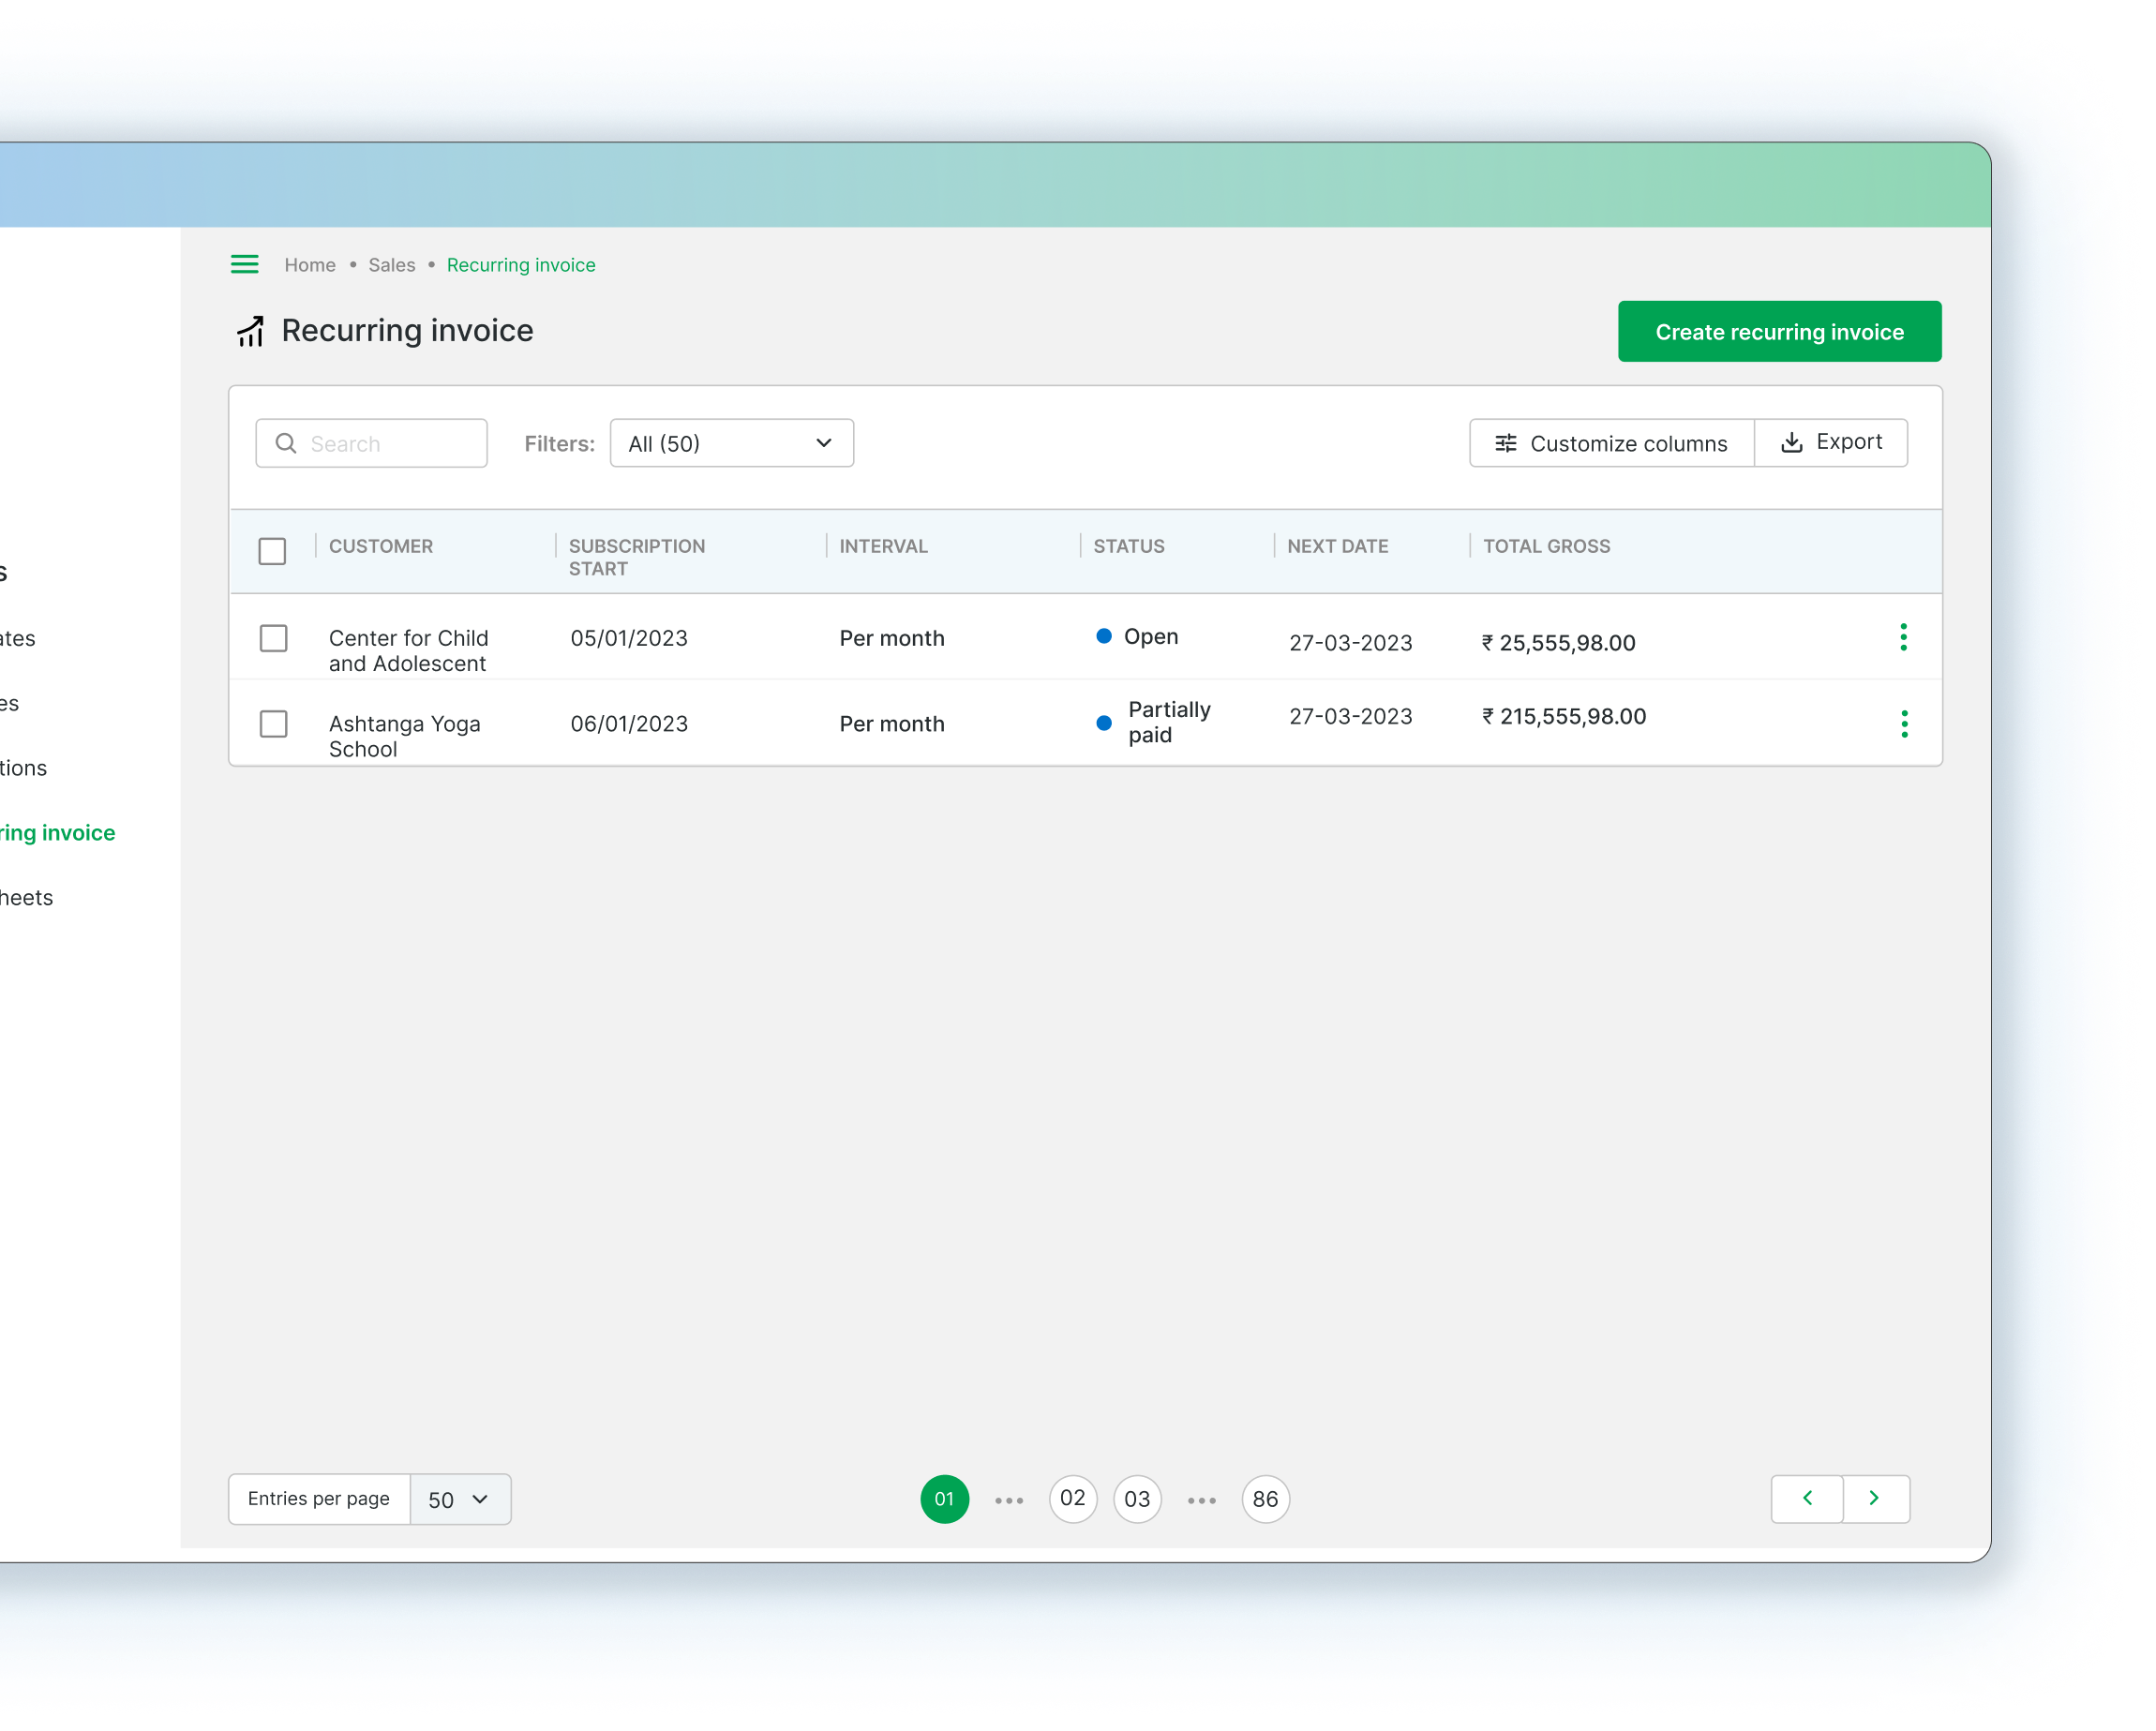 Home • Sales • Recurring invoice
Recurring invoice
Create recurring invoice
Search
Filters:
All (50)
Customize columns
Export
CUSTOMER
SUBSCRIPTION
START
INTERVAL
STATUS
NEXT DATE
TOTAL GROSS
Center for Child
and Adolescent
05/01/2023
Per month
Open
27-03-2023
₹ 25,555,98.00
Ashtanga Yoga
School
06/01/2023
Per month
Partially
paid
27-03-2023
₹ 215,555,98.00
s
ates
es
tions
ring invoice
heets
Entries per page
50
01 ••• 02 03 ••• 86